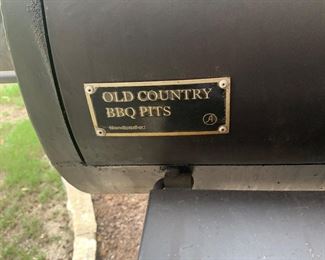 OLD COUNTRY
BBQ PITS
A